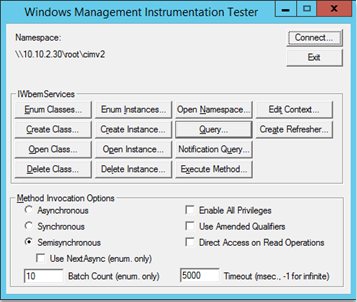 Windows Management Instrumentation Tester
Namespace:
\\10.10.2.30\root\cimv2
Connect...
Exit
IWbemServices
Enum Classes... Enum Instances... Open Namespace... Edit Context...
Create Class... Create Instance... Query... Create Refresher...
Open Class... Open Instance... Notification Query...
Delete Class... Delete Instance... Execute Method...
Method Invocation Options
Asynchronous Enable All Privileges
Synchronous Use Amended Qualifiers
Semisynchronous Direct Access on Read Operations
Use NextAsync (enum. only)
10 Batch Count (enum. only) 5000 Timeout (msec., -1 for infinite)